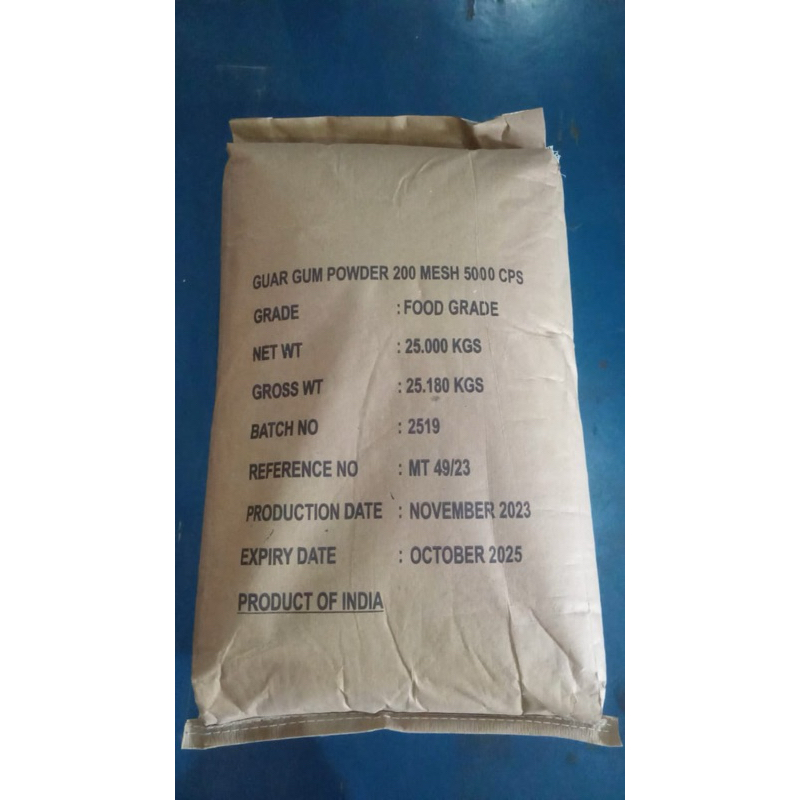 GUAR GUM POWDER 200 MESH 5000 CPS
GRADE : FOOD GRADE
NET WT : 25.000 KGS
GROSS WT : 25.180 KGS
BATCH NO : 2519
REFERENCE NO : MT 49/23
PRODUCTION DATE : NOVEMBER 2023
EXPIRY DATE : OCTOBER 2025
PRODUCT OF INDIA